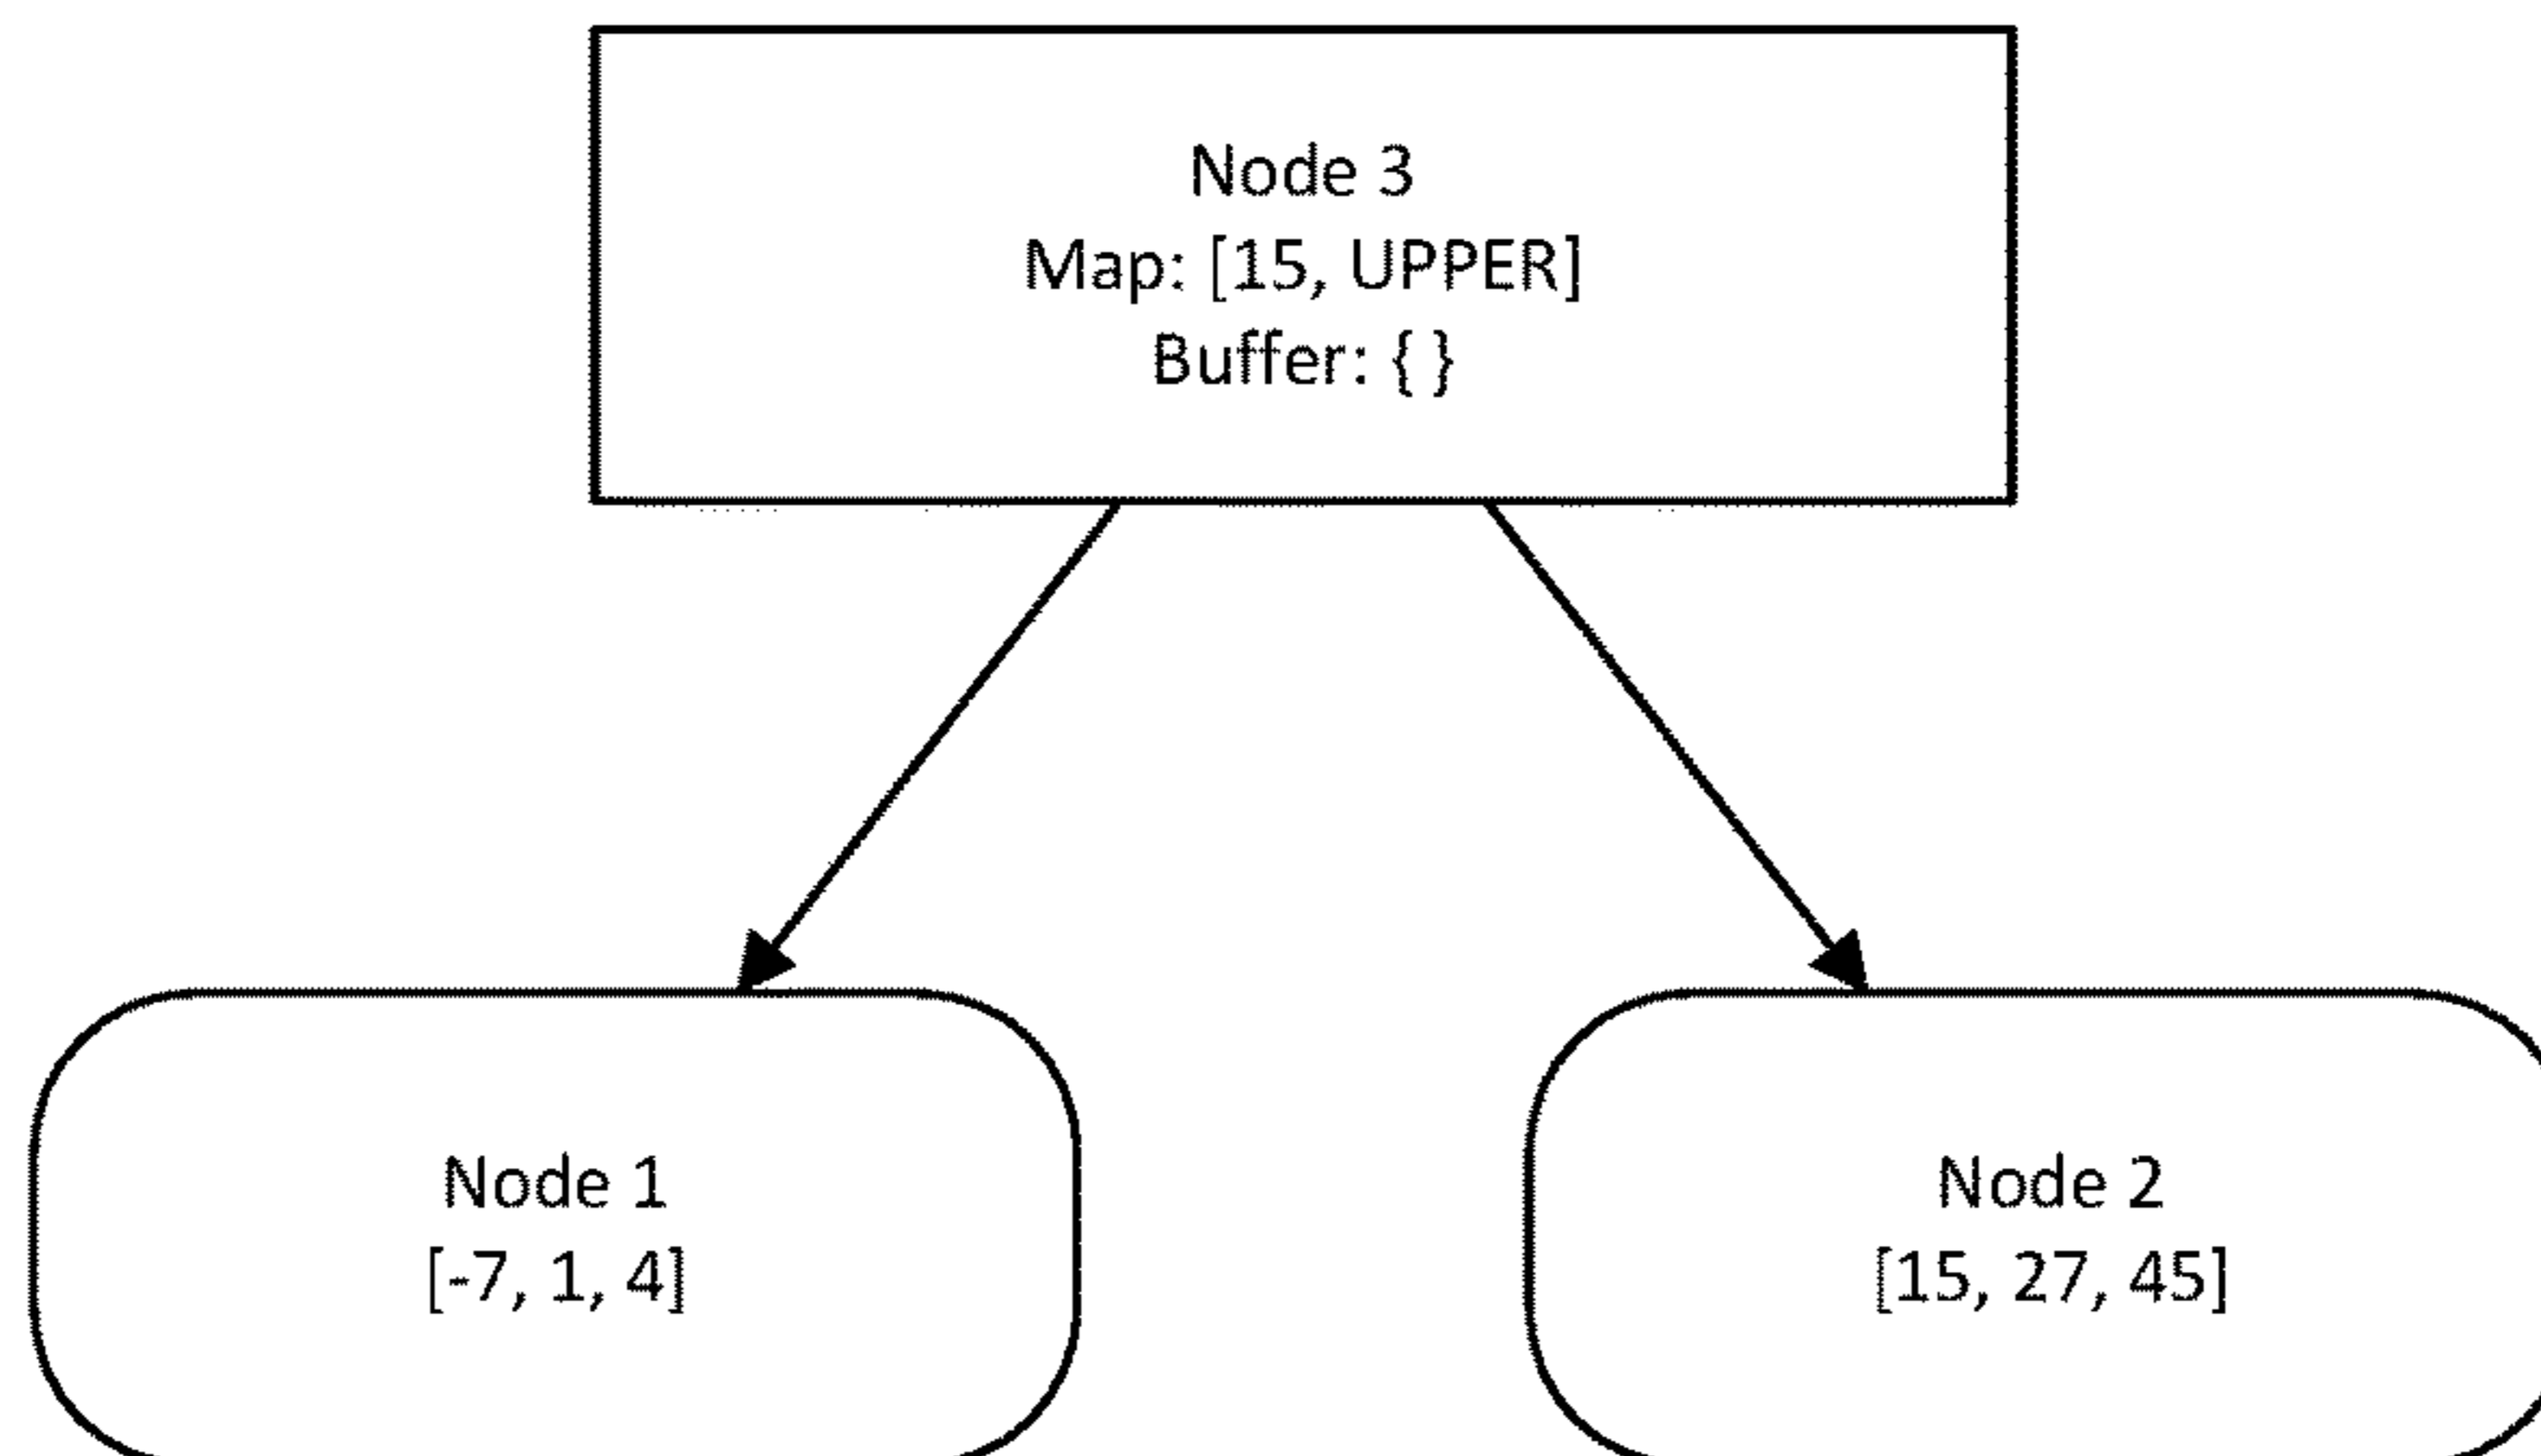 Node 3
Map: [15, UPPER]
Buffer: { }
Node 1
[-7, 1, 4]
Node 2
[15, 27, 45]